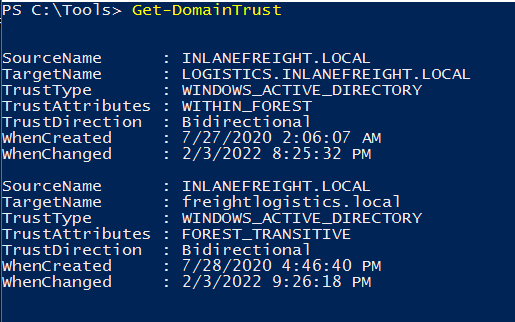 PS C:\Tools> Get-DomainTrust
SourceName : INLANEFREIGHT.LOCAL
TargetName : LOGISTICS.INLANEFREIGHT.LOCAL
TrustType : WINDOWS_ACTIVE_DIRECTORY
TrustAttributes : WITHIN_FOREST
TrustDirection : Bidirectional
WhenCreated : 7/27/2020 2:06:07 AM
WhenChanged : 2/3/2022 8:25:32 PM
SourceName : INLANEFREIGHT.LOCAL
TargetName : freightlogistics.local
TrustType : WINDOWS_ACTIVE_DIRECTORY
TrustAttributes : FOREST_TRANSITIVE
TrustDirection : Bidirectional
WhenCreated : 7/28/2020 4:46:40 PM
WhenChanged : 2/3/2022 9:26:18 PM